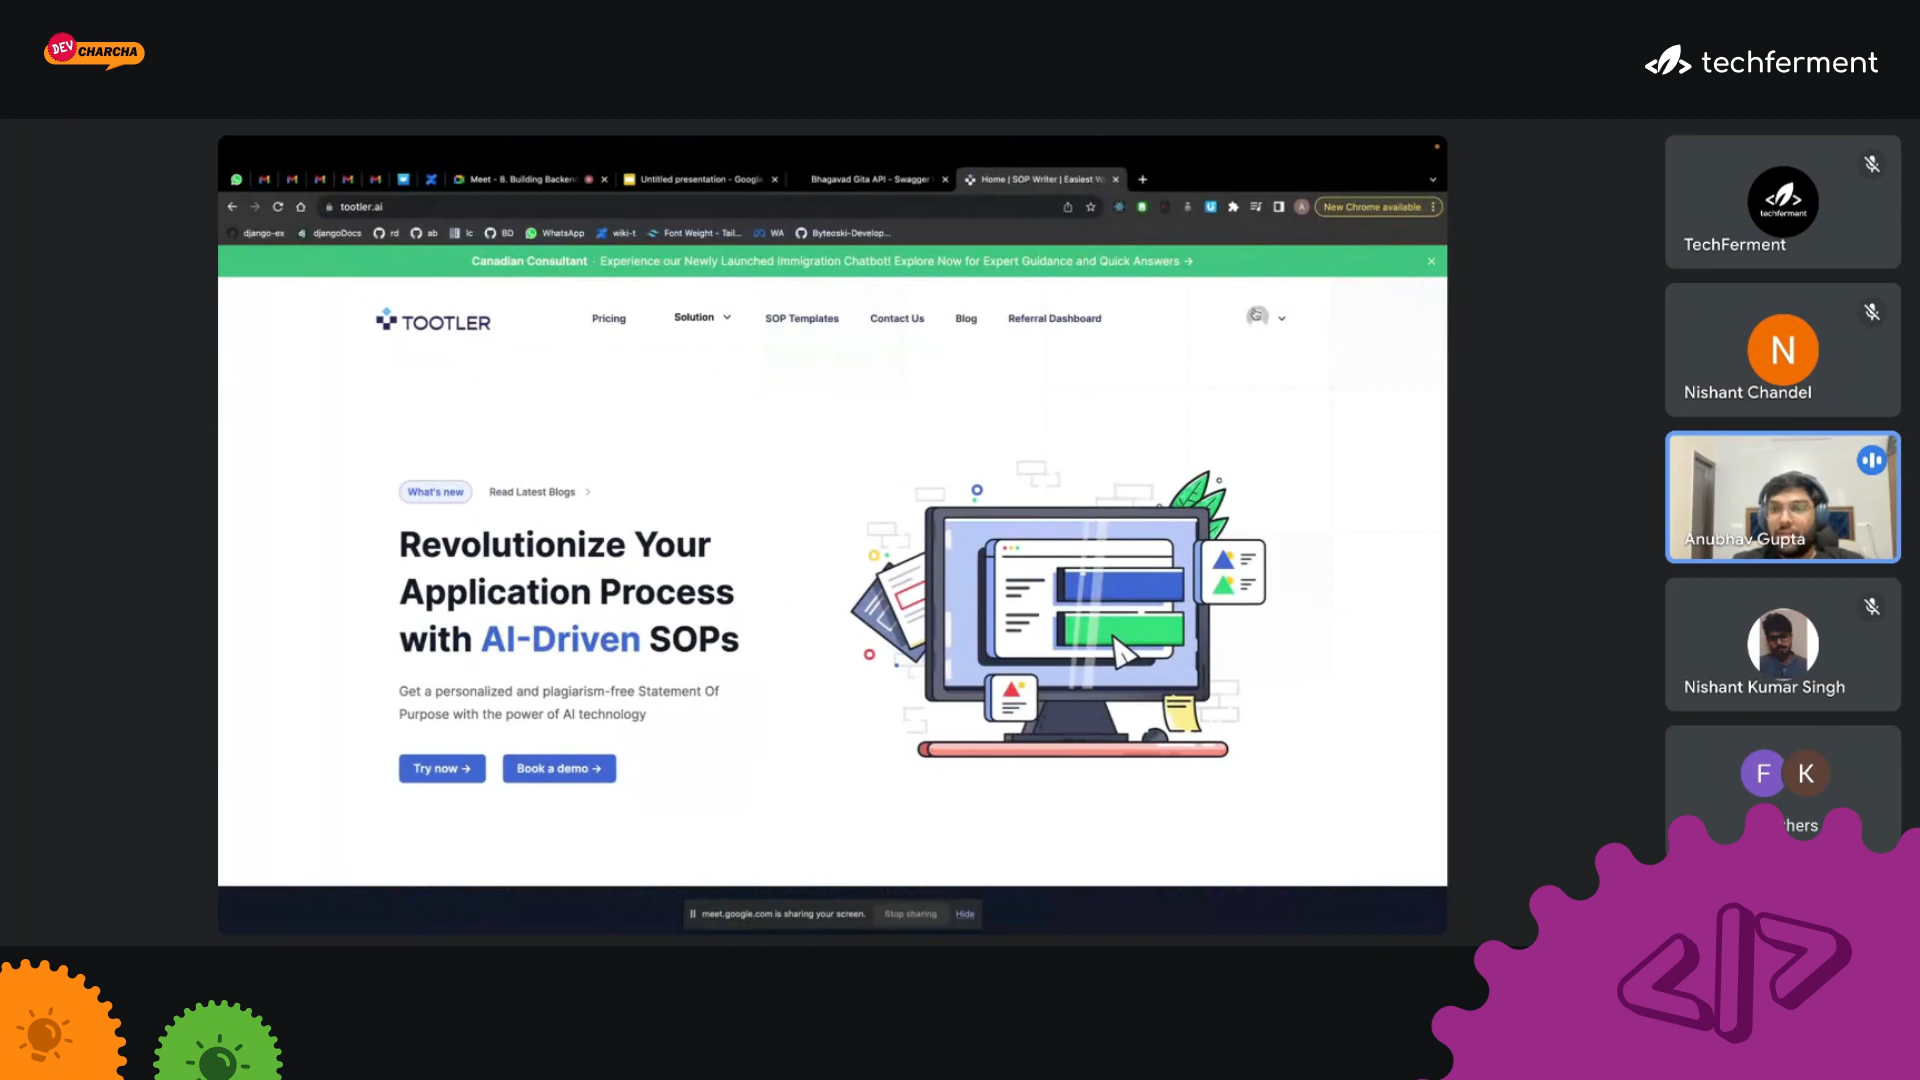 DEV CHARCHA
techferment
Meet - 8. Building Backen
Untitled presentation - Google
Bhagavad Gita API - Swagger
Home | SOP Writer | Easiest W
tootler.ai
New Chrome available
django-ex
djangoDocs
rd
ab
lc
BD
WhatsApp
wiki-t
Font Weight - Tail...
WA
Byteoski-Develop...
Canadian Consultant · Experience our Newly Launched Immigration Chatbot! Explore Now for Expert Guidance and Quick Answers →
TOOTLER
Pricing
Solution
SOP Templates
Contact Us
Blog
Referral Dashboard
What's new
Read Latest Blogs
Revolutionize Your
Application Process
with AI-Driven SOPs
Get a personalized and plagiarism-free Statement Of
Purpose with the power of AI technology
Try now →
Book a demo →
meet.google.com is sharing your screen.
Stop sharing
Hide
techferment
TechFerment
N
Nishant Chandel
Anubhav Gupta
Nishant Kumar Singh
F
K
hers